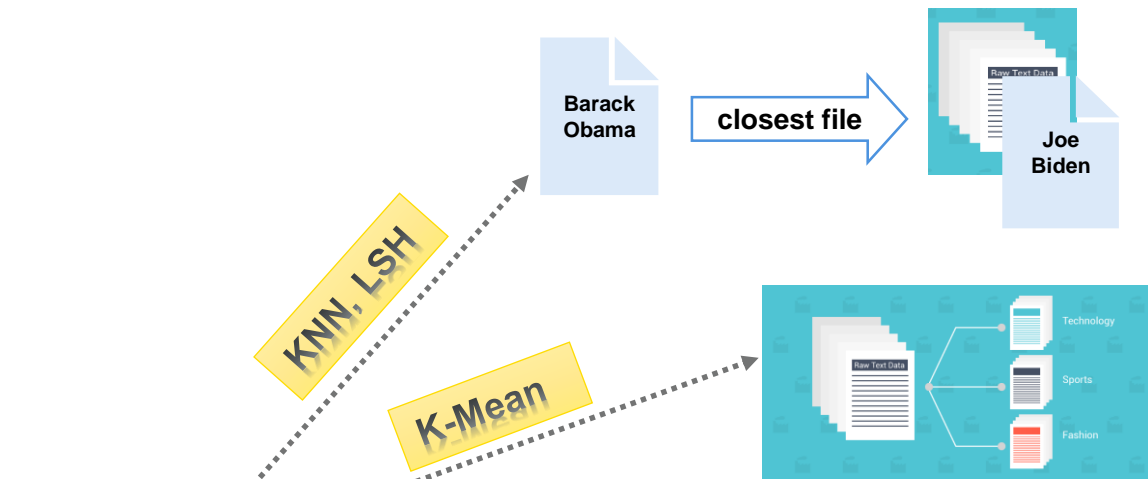 Barack
Obama
closest file
Raw Text Data
Joe
Biden
KNN, LSH
K-Mean
Raw Text Data
Technology
Sports
Fashion